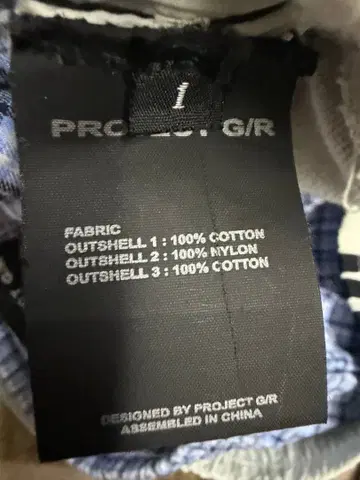 1
PROJECT G/R
FABRIC
OUTSHELL 1 : 100% COTTON
OUTSHELL 2 : 100% NYLON
OUTSHELL 3 : 100% COTTON
DESIGNED BY PROJECT G/R
ASSEMBLED IN CHINA